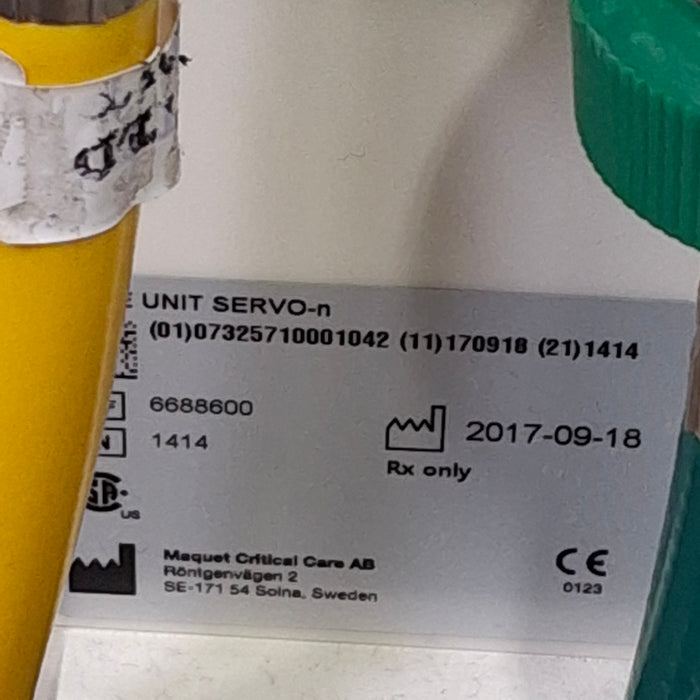 UNIT SERVO-n
(01)07325710001042 (11)170918 (21)1414
6688600
1414
2017-09-18
Rx only
US
Maquet Critical Care AB
Röntgenvägen 2
SE-171 54 Solna, Sweden
CE
0123